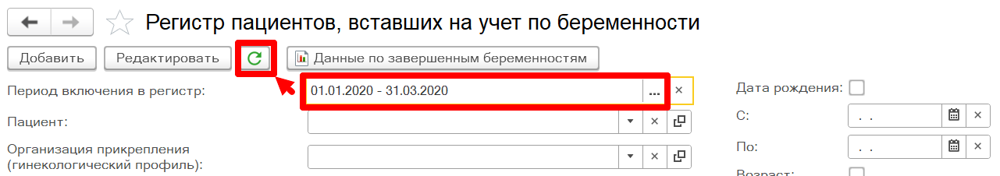 Регистр пациентов, вставших на учет по беременности
Добавить Редактировать Данные по завершенным беременностям
Период включения в регистр: 01.01.2020 - 31.03.2020 ... × Дата рождения:
Пациент: × С: . . ×
Организация прикрепления
(гинекологический профиль): × По: . . ×
Возраст: